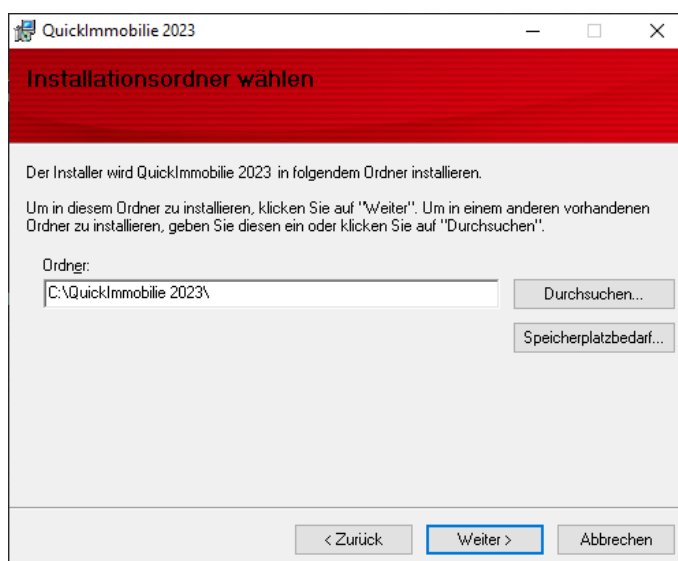 QuickImmobilie 2023
Installationsordner wählen
Der Installer wird QuickImmobilie 2023 in folgendem Ordner installieren.
Um in diesem Ordner zu installieren, klicken Sie auf "Weiter". Um in einem anderen vorhandenen
Ordner zu installieren, geben Sie diesen ein oder klicken Sie auf "Durchsuchen".
Ordner:
C:\QuickImmobilie 2023\
Durchsuchen...
Speicherplatzbedarf...
< Zurück
Weiter >
Abbrechen